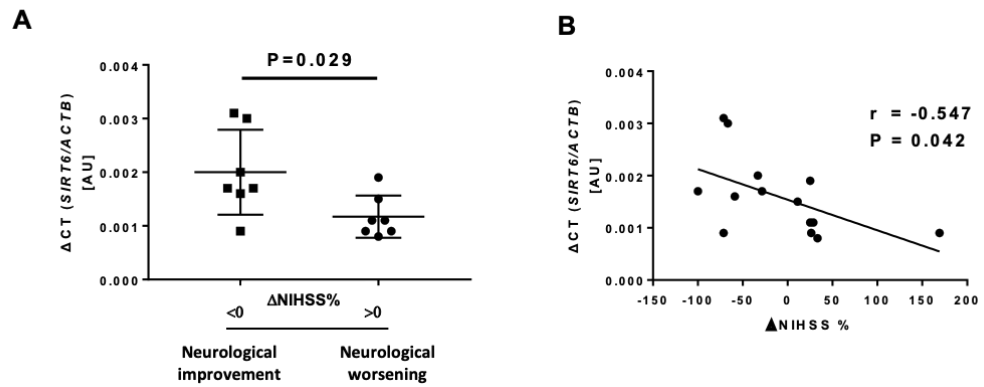 A
P=0.029
ΔCT (SIRT6/ACTB)
[AU]
0.004
0.003
0.002
0.001
0.000
ΔNIHSS%
<0 >0
Neurological improvement
Neurological worsening
B
ΔCT (SIRT6/ACTB)
[AU]
0.004
0.003
0.002
0.001
0.000
r = -0.547
P = 0.042
-150 -100 -50 0 50 100 150 200
▲NIHSS %